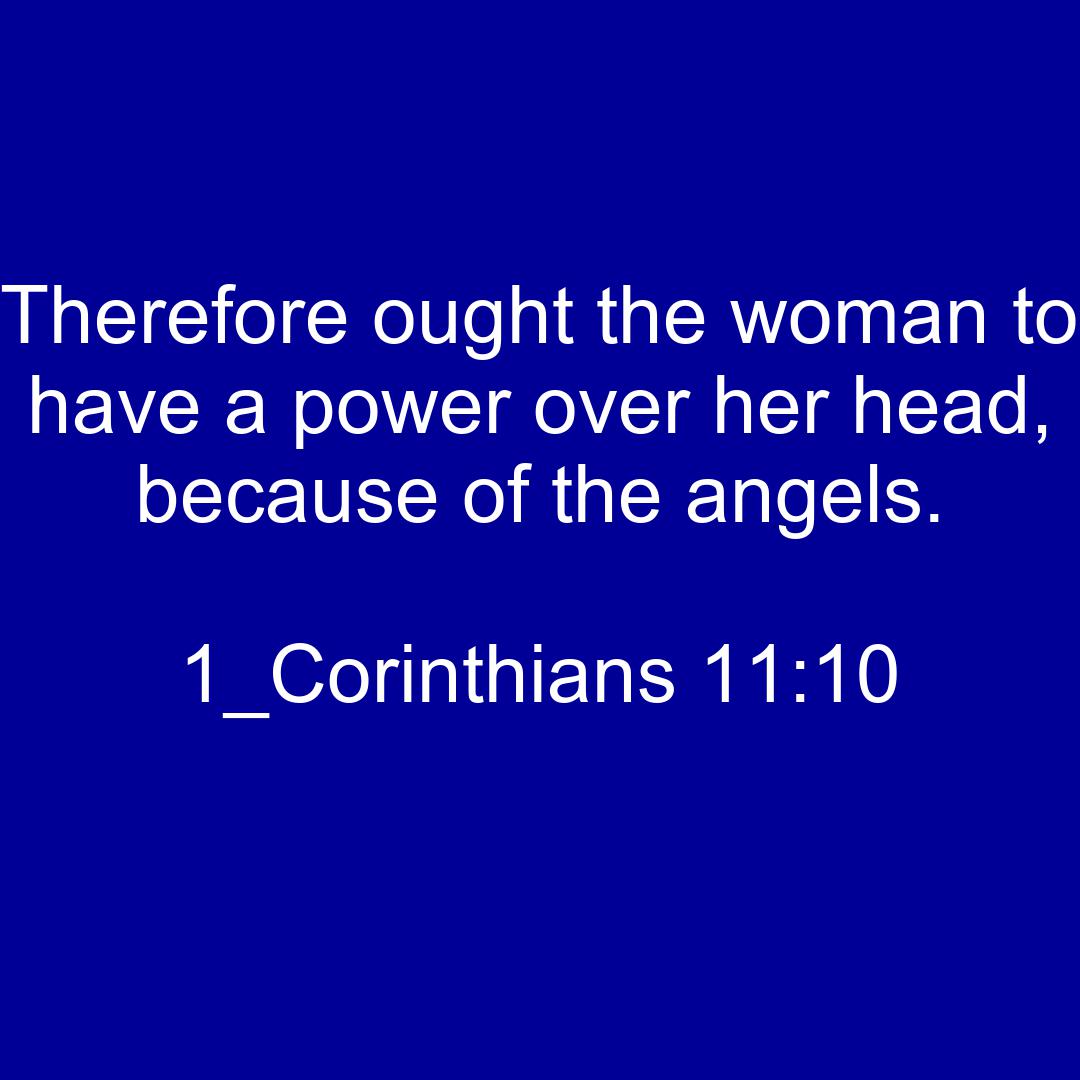 Therefore ought the woman to
have a power over her head,
because of the angels.
1_Corinthians 11:10